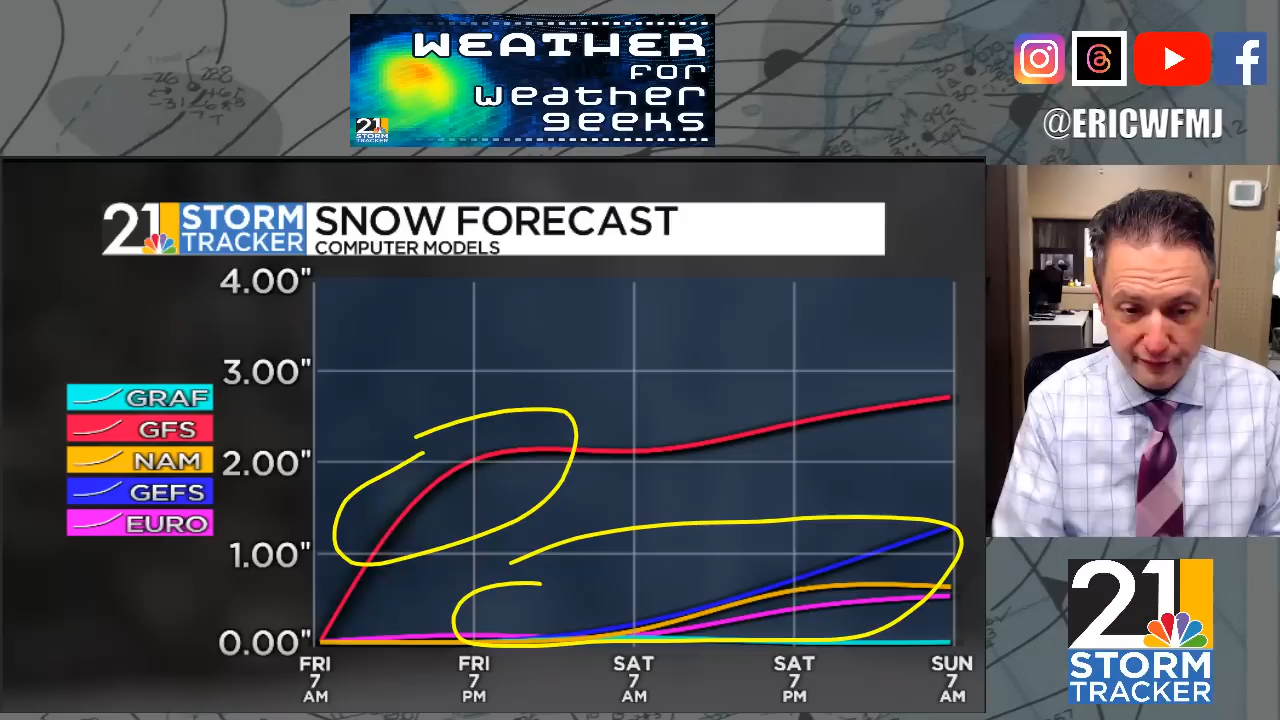 WEATHER
FOR
Weather
geeks
21
STORM
TRACKER
@ERICWFMJ
21 STORM
TRACKER
SNOW FORECAST
COMPUTER MODELS
4.00"
3.00"
2.00"
1.00"
0.00"
GRAF
GFS
NAM
GEFS
EURO
FRI
7
AM
FRI
7
PM
SAT
7
AM
SAT
7
PM
SUN
7
AM
21
STORM
TRACKER